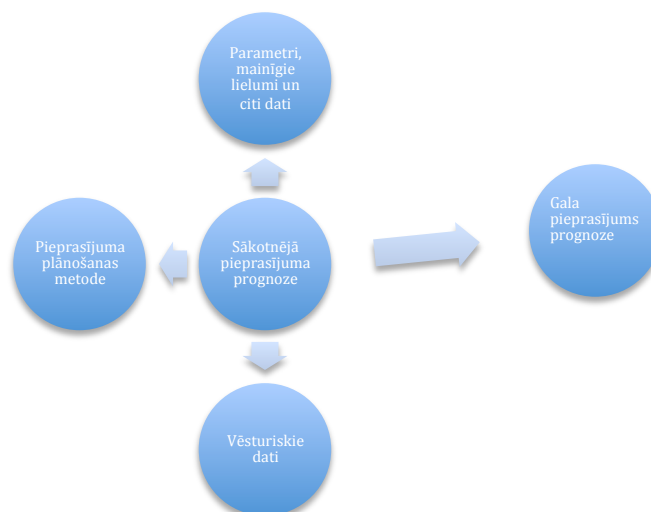 Parametri,
mainīgie
lielumi un
citi dati
Pieprasījuma
plānošanas
metode
Sākotnējā
pieprasījuma
prognoze
Gala
pieprasījums
prognoze
Vēsturiskie
dati